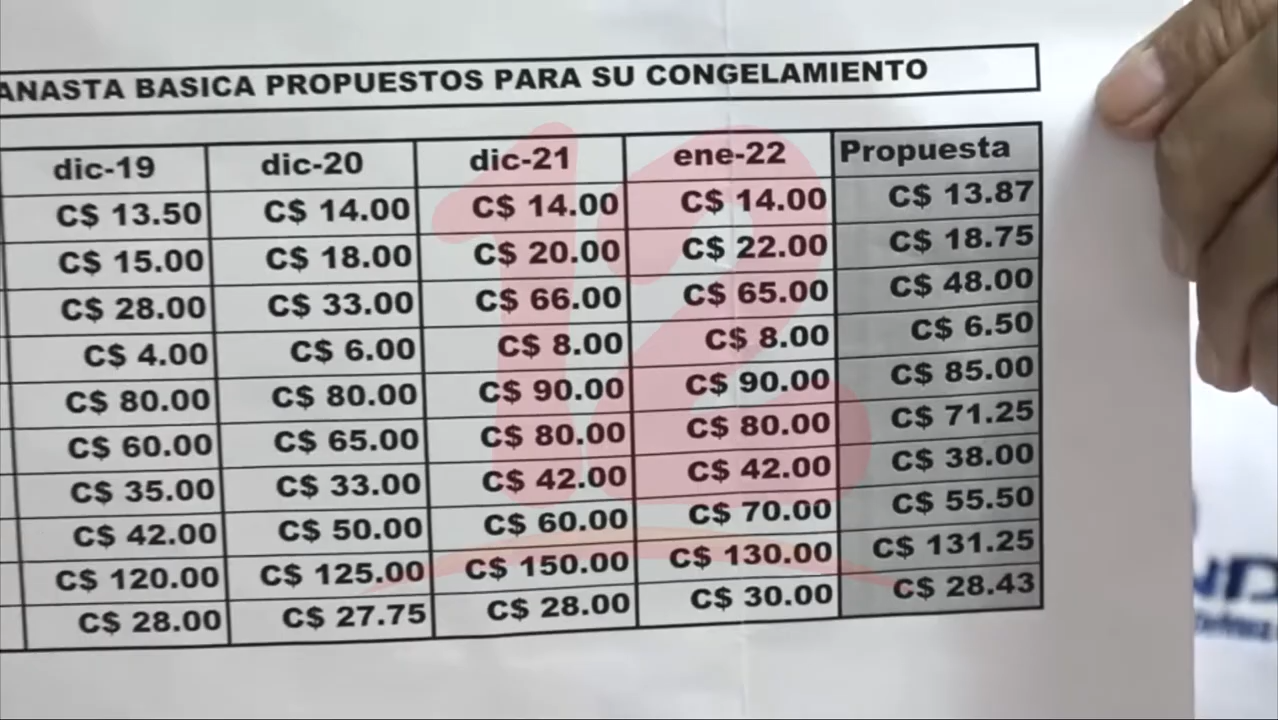 ANASTA BASICA PROPUESTOS PARA SU CONGELAMIENTO
dic-19 dic-20 dic-21 ene-22 Propuesta
C$ 13.50 C$ 14.00 C$ 14.00 C$ 14.00 C$ 13.87
C$ 15.00 C$ 18.00 C$ 20.00 C$ 22.00 C$ 18.75
C$ 28.00 C$ 33.00 C$ 66.00 C$ 65.00 C$ 48.00
C$ 4.00 C$ 6.00 C$ 8.00 C$ 8.00 C$ 6.50
C$ 80.00 C$ 80.00 C$ 90.00 C$ 90.00 C$ 85.00
C$ 60.00 C$ 65.00 C$ 80.00 C$ 80.00 C$ 71.25
C$ 35.00 C$ 33.00 C$ 42.00 C$ 42.00 C$ 38.00
C$ 42.00 C$ 50.00 C$ 60.00 C$ 70.00 C$ 55.50
C$ 120.00 C$ 125.00 C$ 150.00 C$ 130.00 C$ 131.25
C$ 28.00 C$ 27.75 C$ 28.00 C$ 30.00 C$ 28.43
12
ND